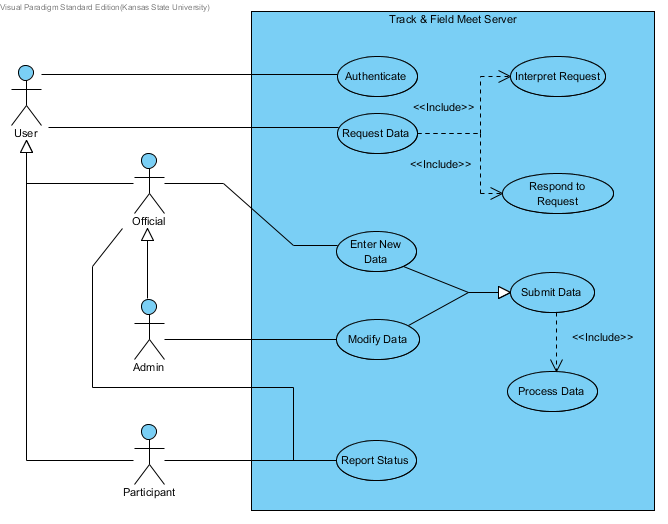 Visual Paradigm Standard Edition(Kansas State University)
Track & Field Meet Server
Authenticate
Interpret Request
<<Include>>
User
Request Data
<<Include>>
Respond to
Request
Official
Enter New
Data
Submit Data
Modify Data
<<Include>>
Admin
Process Data
Report Status
Participant